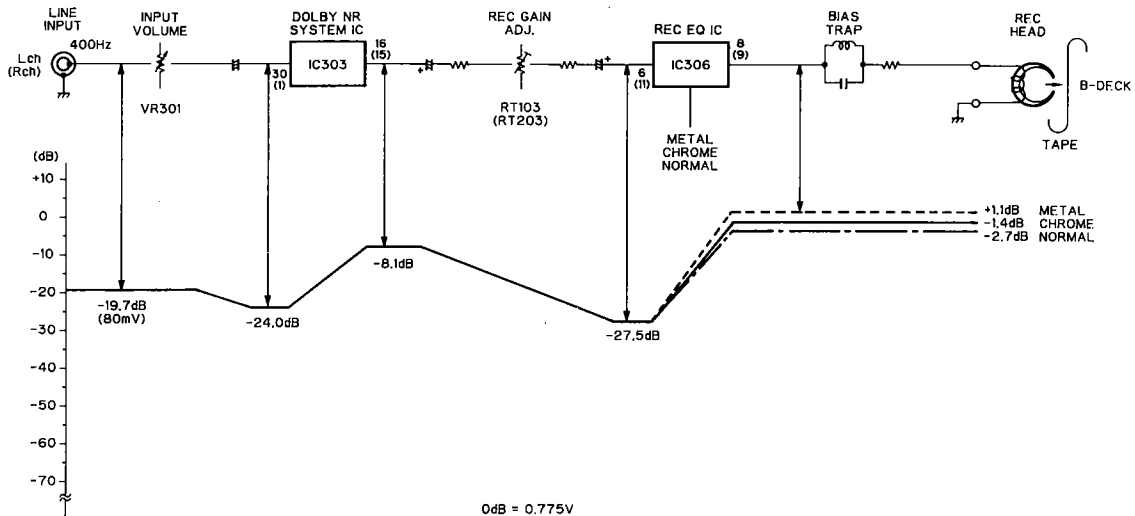 LINE
INPUT
400Hz
Lch
(Rch)
INPUT
VOLUME
VR301
DOLBY NR
SYSTEM IC
IC303
30
(1)
16
(15)
REC GAIN
ADJ.
RT103
(RT203)
REC EQ IC
IC306
6
(11)
8
(9)
METAL
CHROME
NORMAL
BIAS
TRAP
REC
HEAD
B-DECK
TAPE
(dB)
+10
0
-10
-20
-30
-40
-50
-60
-70
-19.7dB
(80mV)
-24.0dB
-8.1dB
-27.5dB
+1.1dB METAL
-1.4dB CHROME
-2.7dB NORMAL
0dB = 0.775V